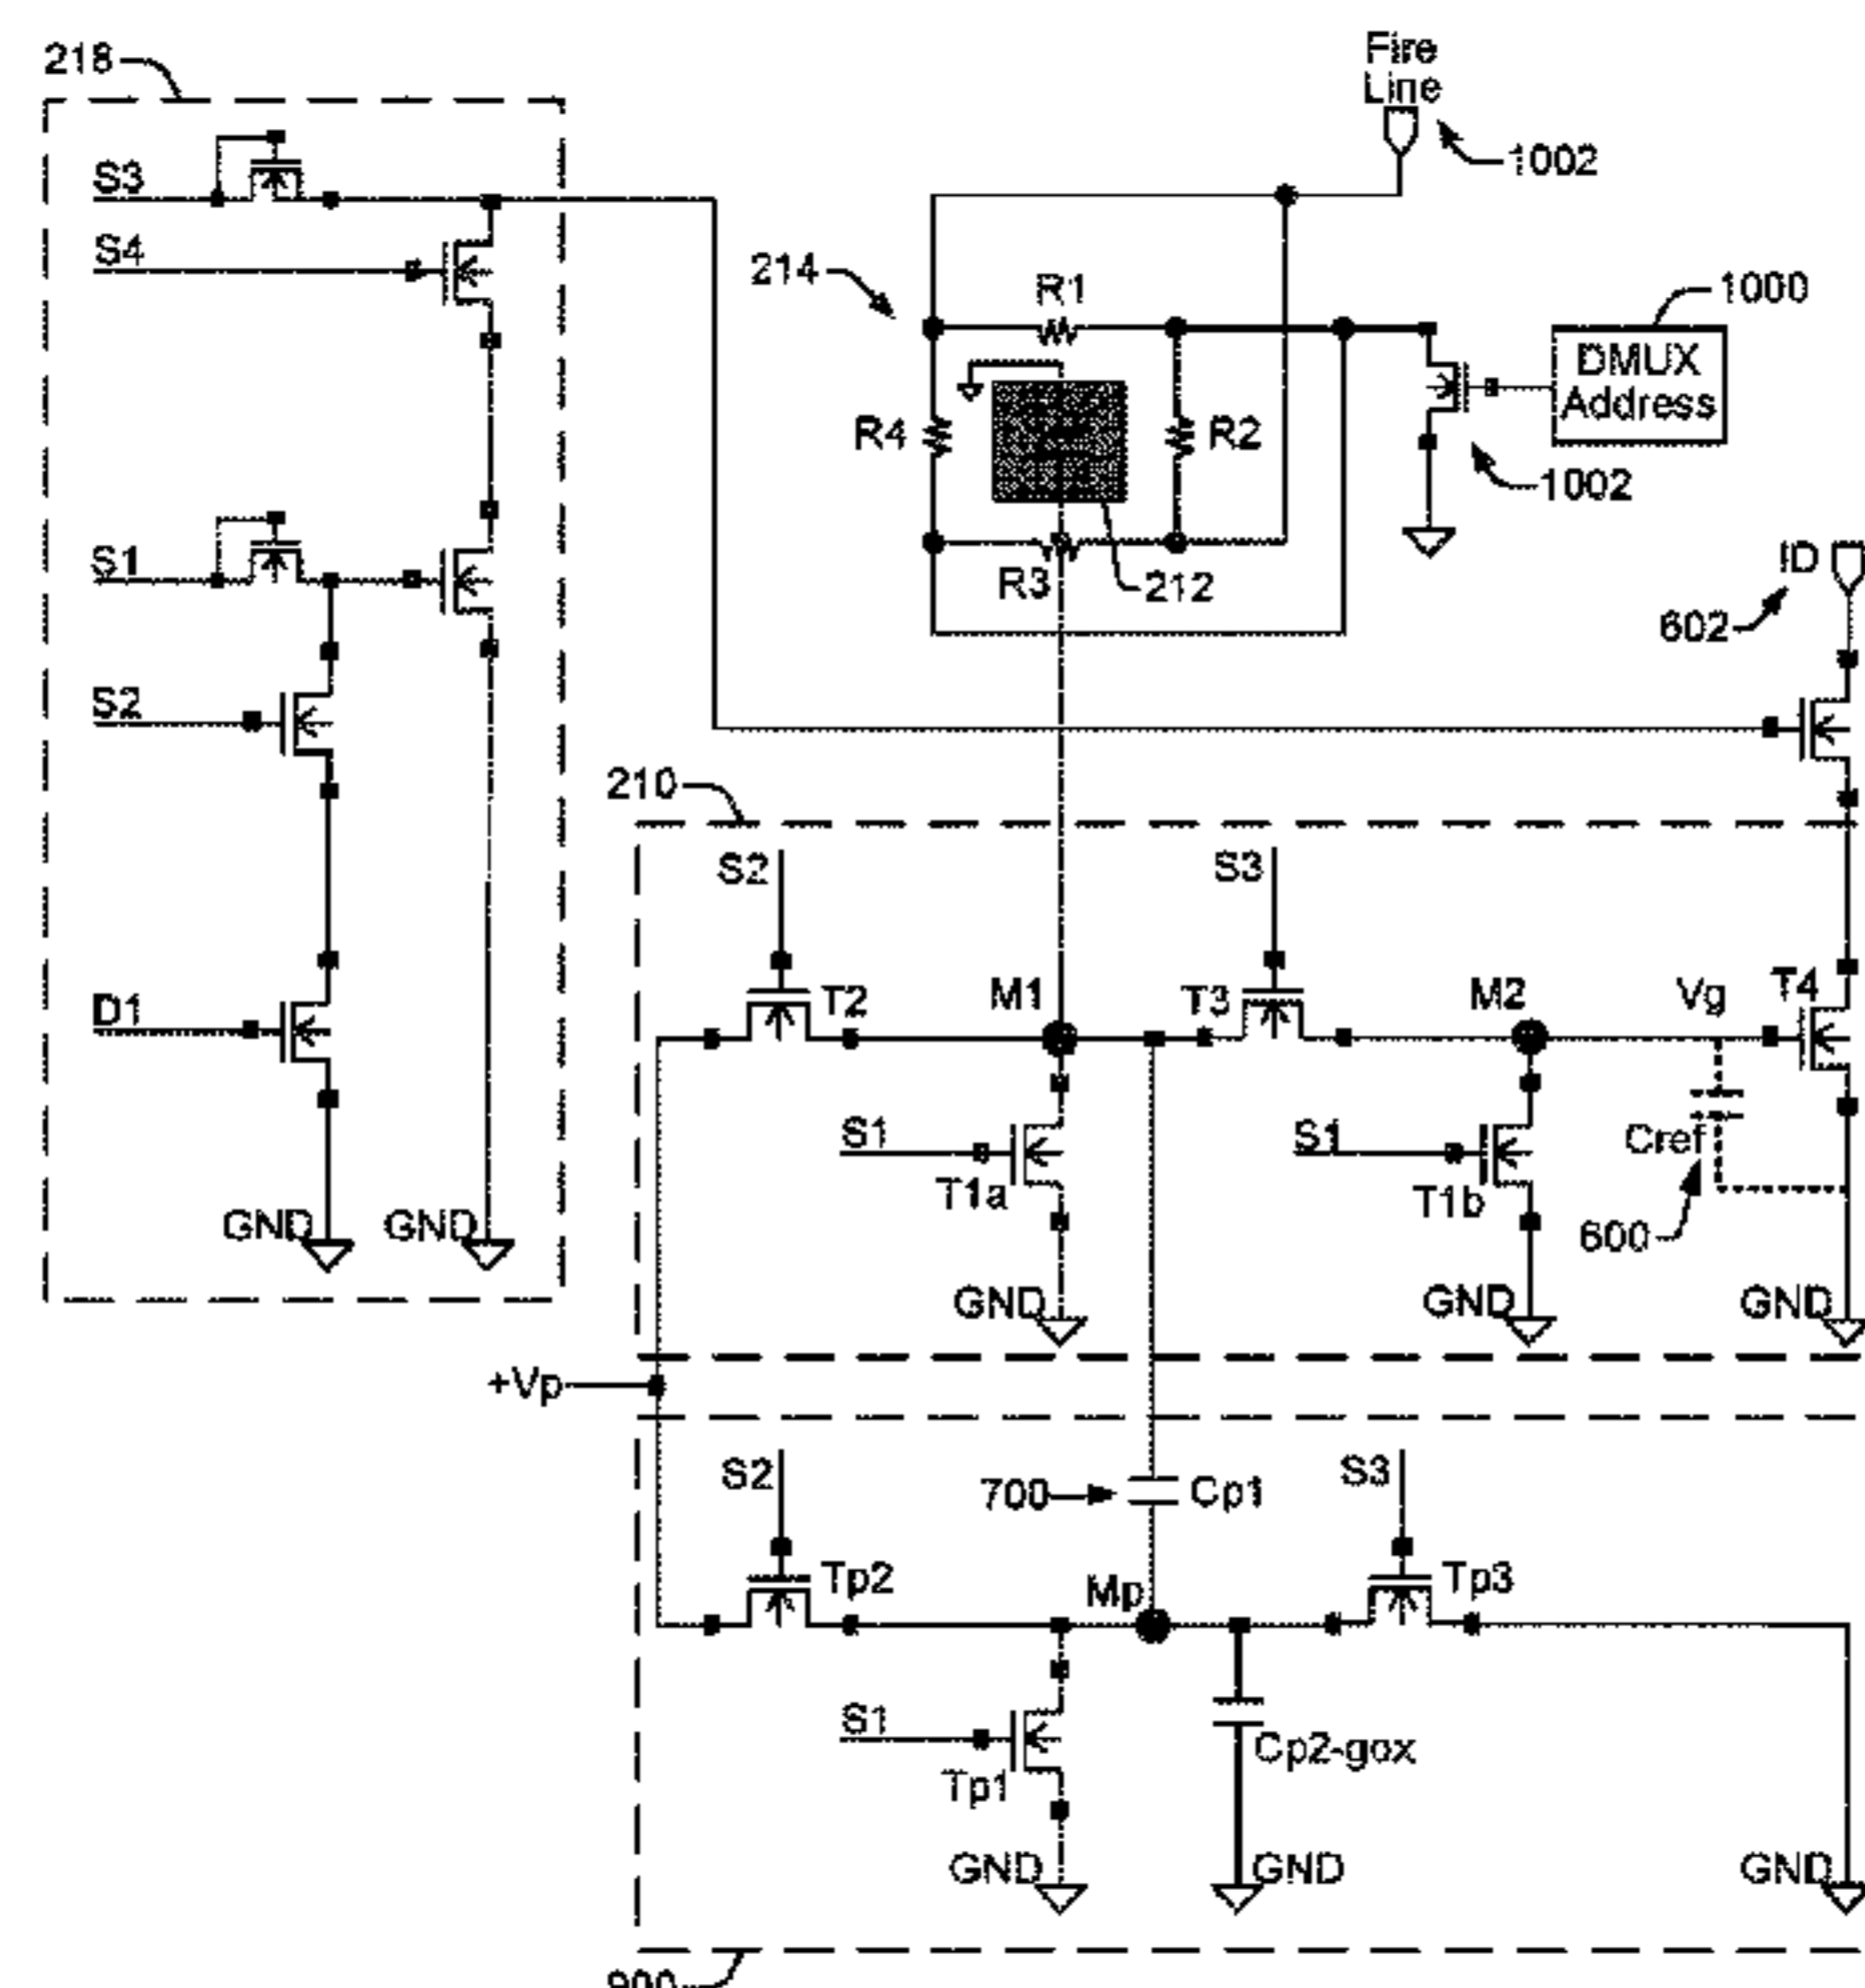 218
Fire
Line
1002
S3
S4
214
R1
1000
DMUX
Address
R4
R2
1002
S1
R3
212
ID
602
S2
210
S2
S3
D1
T2
M1
T3
M2
Vg
T4
S1
S1
Cref
T1a
T1b
GND
GND
600
GND
GND
GND
+Vp
S2
700
Cp1
S3
Tp2
Mp
Tp3
S1
Cp2-gox
Tp1
GND
GND
GND
900